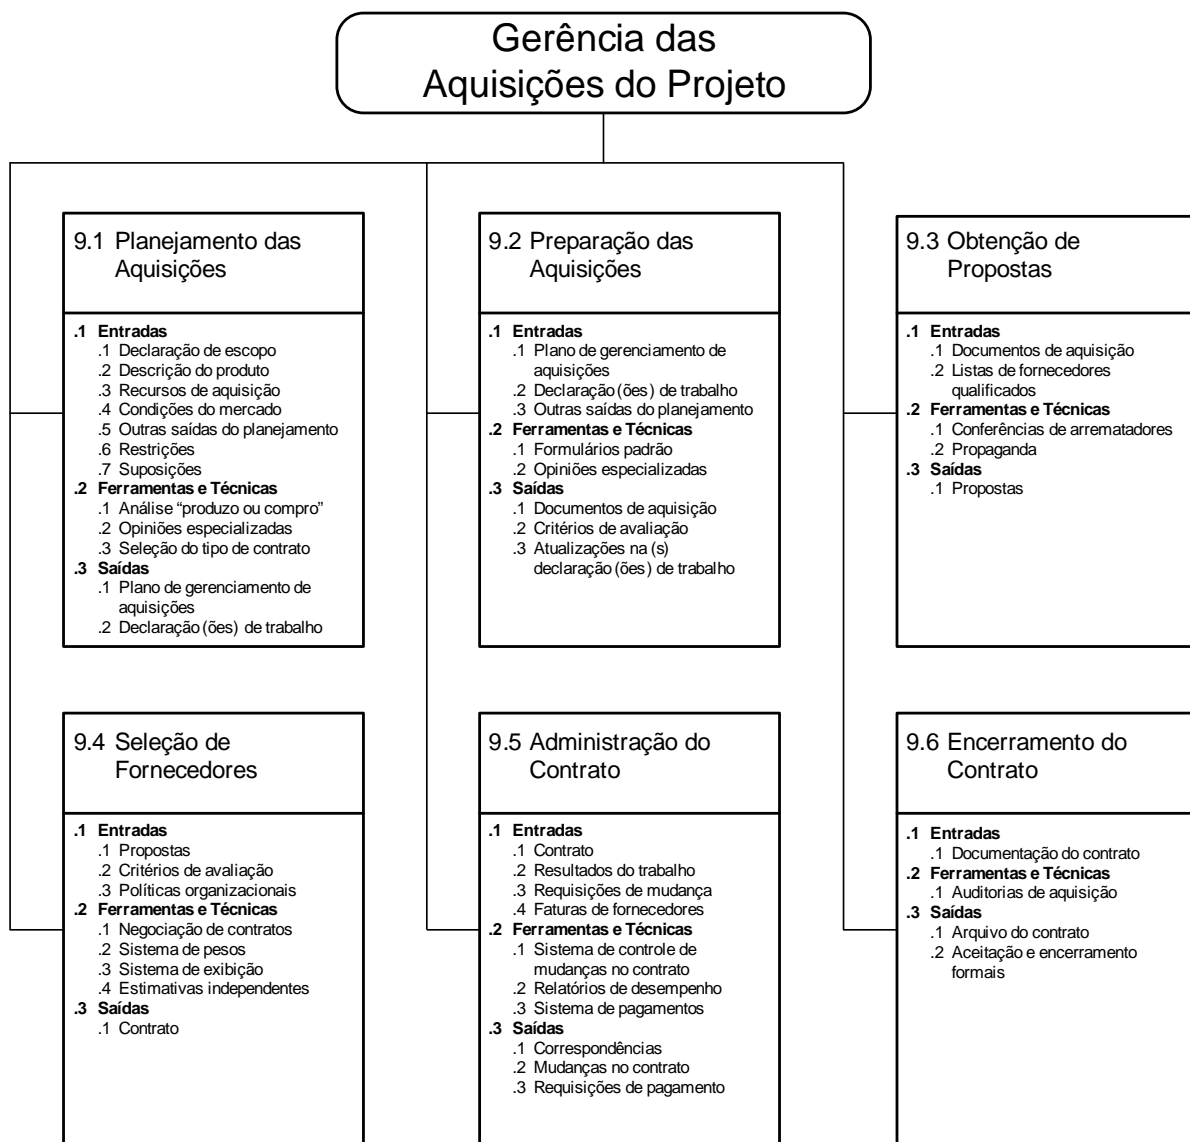 Gerência das
Aquisições do Projeto
9.1 Planejamento das
Aquisições
.1 Entradas
.1 Declaração de escopo
.2 Descrição do produto
.3 Recursos de aquisição
.4 Condições do mercado
.5 Outras saídas do planejamento
.6 Restrições
.7 Suposições
.2 Ferramentas e Técnicas
.1 Análise “produzo ou compro”
.2 Opiniões especializadas
.3 Seleção do tipo de contrato
.3 Saídas
.1 Plano de gerenciamento de
aquisições
.2 Declaração (ões) de trabalho
9.2 Preparação das
Aquisições
.1 Entradas
.1 Plano de gerenciamento de
aquisições
.2 Declaração (ões) de trabalho
.3 Outras saídas do planejamento
.2 Ferramentas e Técnicas
.1 Formulários padrão
.2 Opiniões especializadas
.3 Saídas
.1 Documentos de aquisição
.2 Critérios de avaliação
.3 Atualizações na (s)
declaração (ões) de trabalho
9.3 Obtenção de
Propostas
.1 Entradas
.1 Documentos de aquisição
.2 Listas de fornecedores
qualificados
.2 Ferramentas e Técnicas
.1 Conferências de arrematadores
.2 Propaganda
.3 Saídas
.1 Propostas
9.4 Seleção de
Fornecedores
.1 Entradas
.1 Propostas
.2 Critérios de avaliação
.3 Políticas organizacionais
.2 Ferramentas e Técnicas
.1 Negociação de contratos
.2 Sistema de pesos
.3 Sistema de exibição
.4 Estimativas independentes
.3 Saídas
.1 Contrato
9.5 Administração do
Contrato
.1 Entradas
.1 Contrato
.2 Resultados do trabalho
.3 Requisições de mudança
.4 Faturas de fornecedores
.2 Ferramentas e Técnicas
.1 Sistema de controle de
mudanças no contrato
.2 Relatórios de desempenho
.3 Sistema de pagamentos
.3 Saídas
.1 Correspondências
.2 Mudanças no contrato
.3 Requisições de pagamento
9.6 Encerramento do
Contrato
.1 Entradas
.1 Documentação do contrato
.2 Ferramentas e Técnicas
.1 Auditorias de aquisição
.3 Saídas
.1 Arquivo do contrato
.2 Aceitação e encerramento
formais